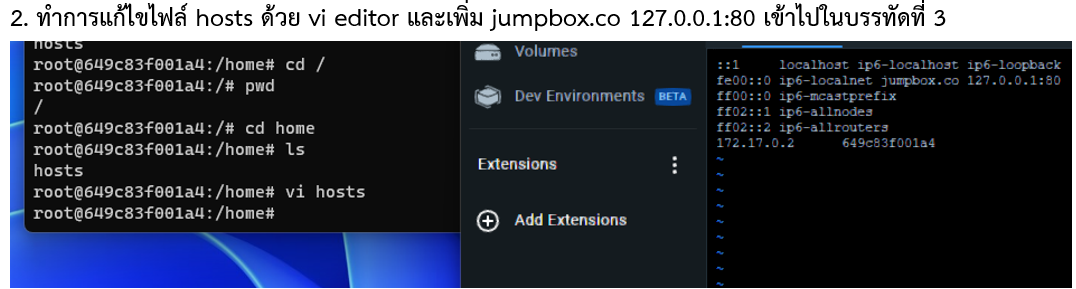 2. ทำการแก้ไขไฟล์ hosts ด้วย vi editor และเพิ่ม jumpbox.co 127.0.0.1:80 เข้าไปในบรรทัดที่ 3
hosts
root@649c83f001a4:/home# cd /
root@649c83f001a4:/# pwd
/
root@649c83f001a4:/# cd home
root@649c83f001a4:/home# ls
hosts
root@649c83f001a4:/home# vi hosts
root@649c83f001a4:/home#
Volumes
Dev Environments BETA
Extensions
Add Extensions
::1 localhost ip6-localhost ip6-loopback
fe00::0 ip6-localnet jumpbox.co 127.0.0.1:80
ff00::0 ip6-mcastprefix
ff02::1 ip6-allnodes
ff02::2 ip6-allrouters
172.17.0.2 649c83f001a4
~
~
~
~
~
~
~
~
~